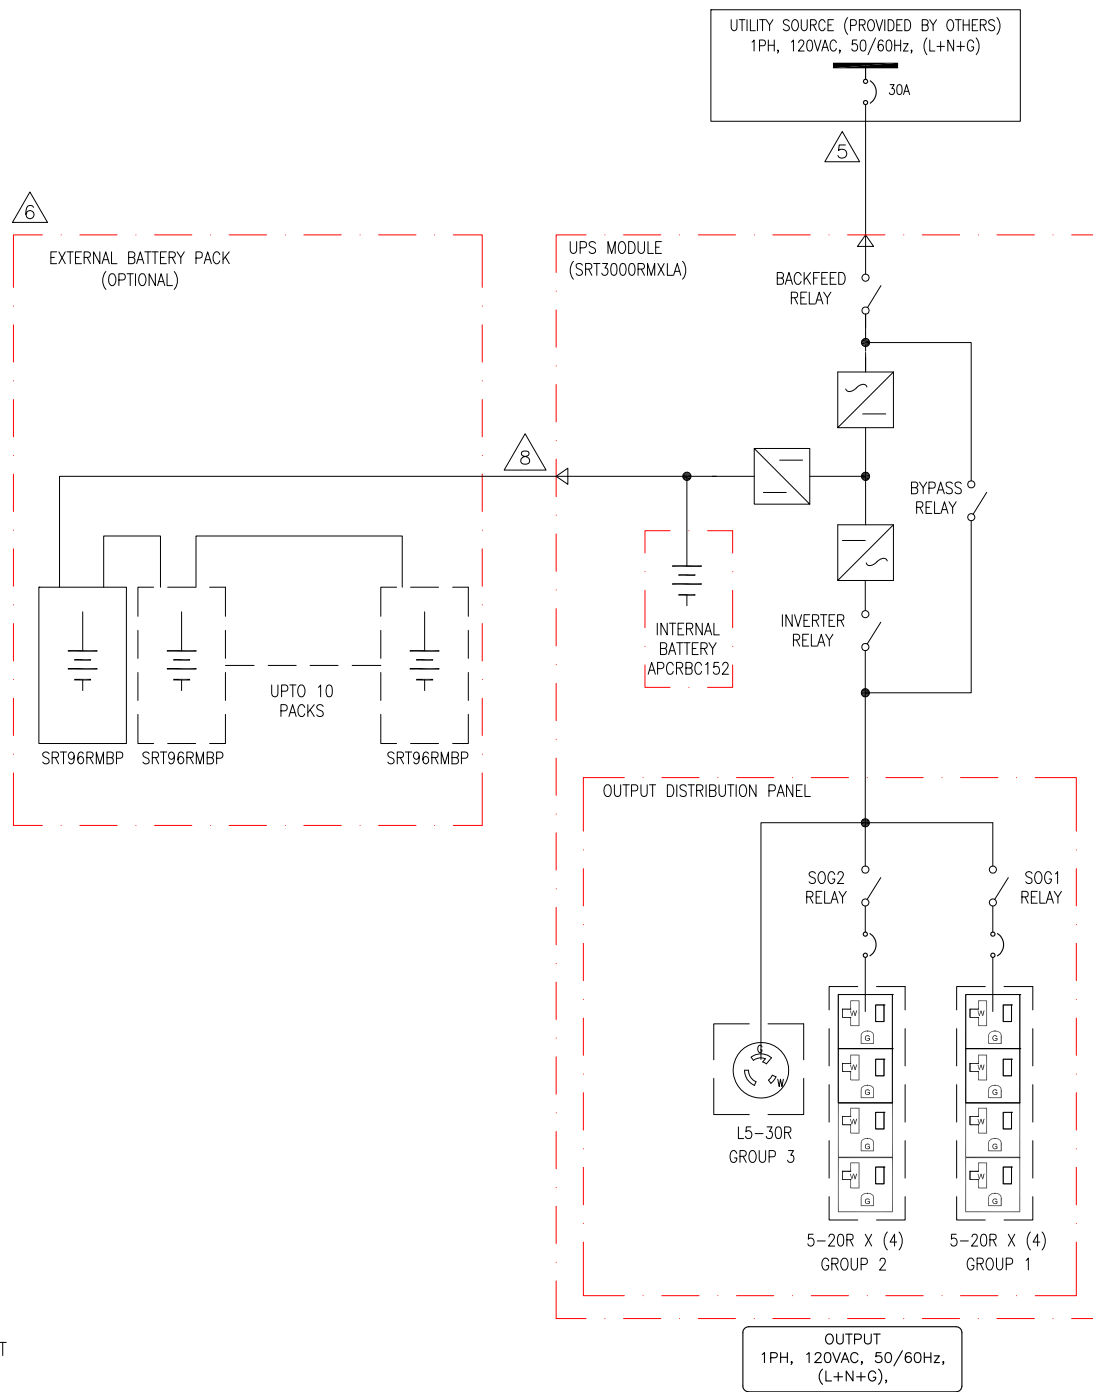 UTILITY SOURCE (PROVIDED BY OTHERS)
1PH, 120VAC, 50/60Hz, (L+N+G)
30A
5
6
EXTERNAL BATTERY PACK
(OPTIONAL)
UPS MODULE
(SRT3000RMXLA)
BACKFEED
RELAY
8
BYPASS
RELAY
INTERNAL
BATTERY
APCRBC152
INVERTER
RELAY
UPTO 10
PACKS
SRT96RMBP
SRT96RMBP
SRT96RMBP
OUTPUT DISTRIBUTION PANEL
SOG2
RELAY
SOG1
RELAY
W
G
W
G
W
G
W
G
W
G
W
G
W
G
W
G
G
W
L5-30R
GROUP 3
5-20R X (4)
GROUP 2
5-20R X (4)
GROUP 1
T
OUTPUT
1PH, 120VAC, 50/60Hz,
(L+N+G),